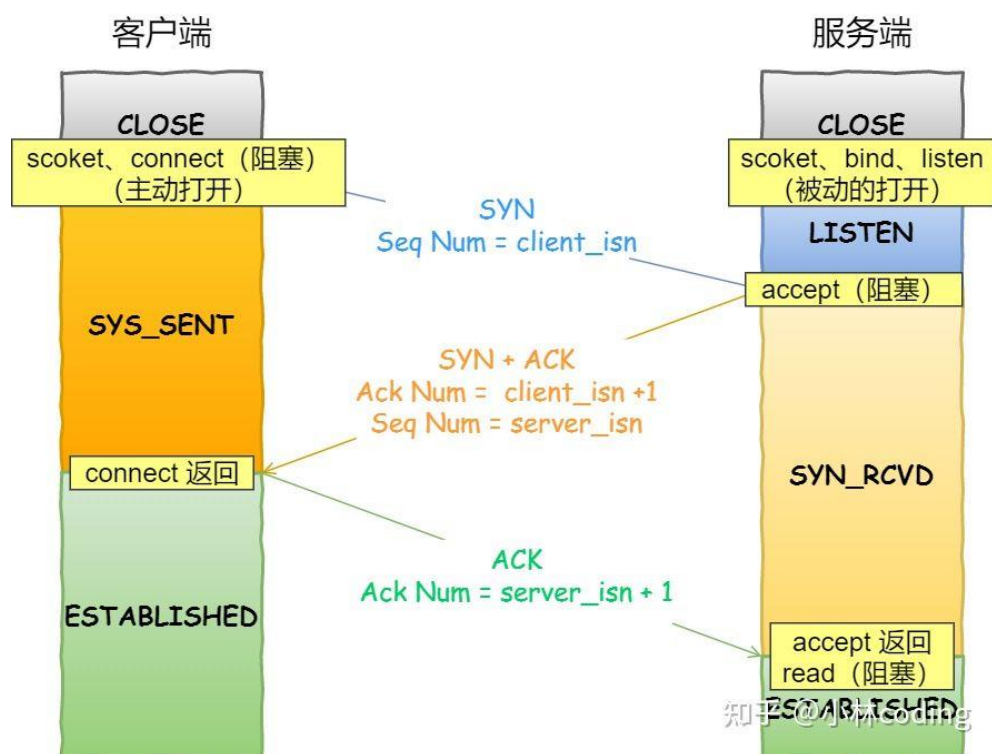 客户端
服务端
CLOSE
CLOSE
scoket、connect（阻塞）
（主动打开）
scoket、bind、listen
（被动的打开）
SYN
Seq Num = client_isn
LISTEN
accept（阻塞）
SYS_SENT
SYN + ACK
Ack Num = client_isn +1
Seq Num = server_isn
connect 返回
SYN_RCVD
ACK
Ack Num = server_isn + 1
ESTABLISHED
accept 返回
read（阻塞）
ESTABLISHED
知乎 @小林coding